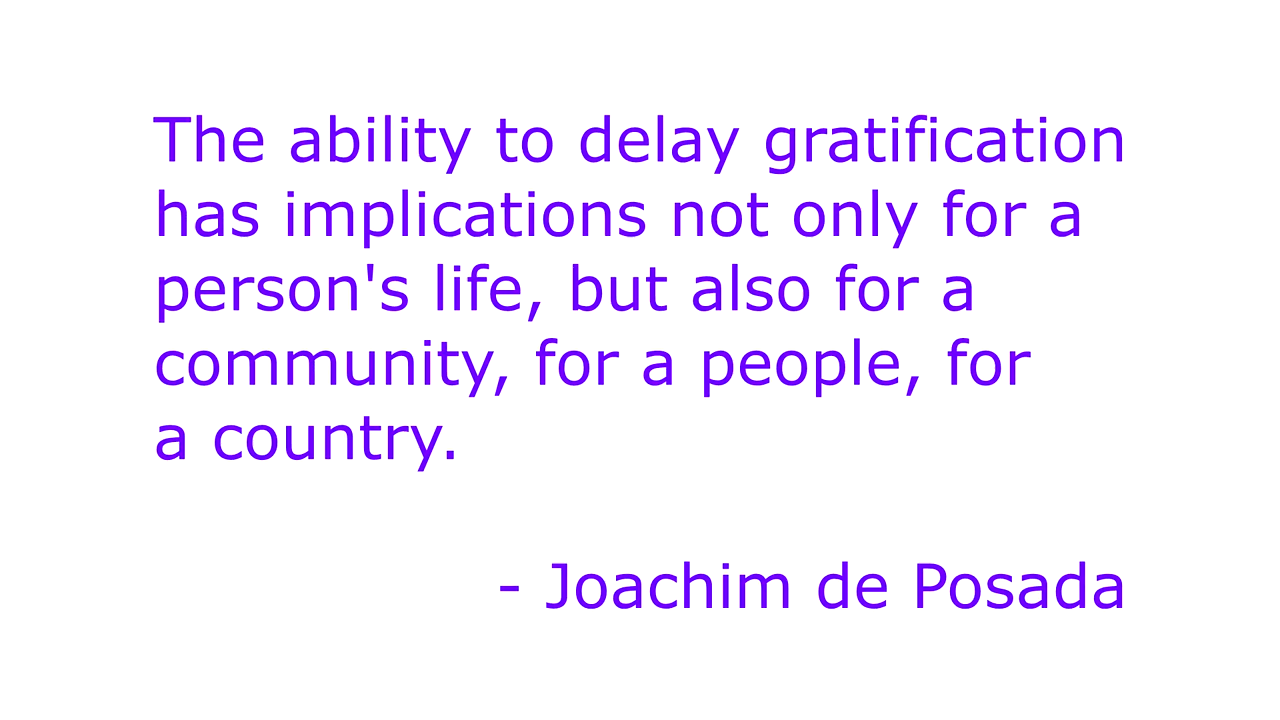 The ability to delay gratification
has implications not only for a
person's life, but also for a
community, for a people, for
a country.
- Joachim de Posada